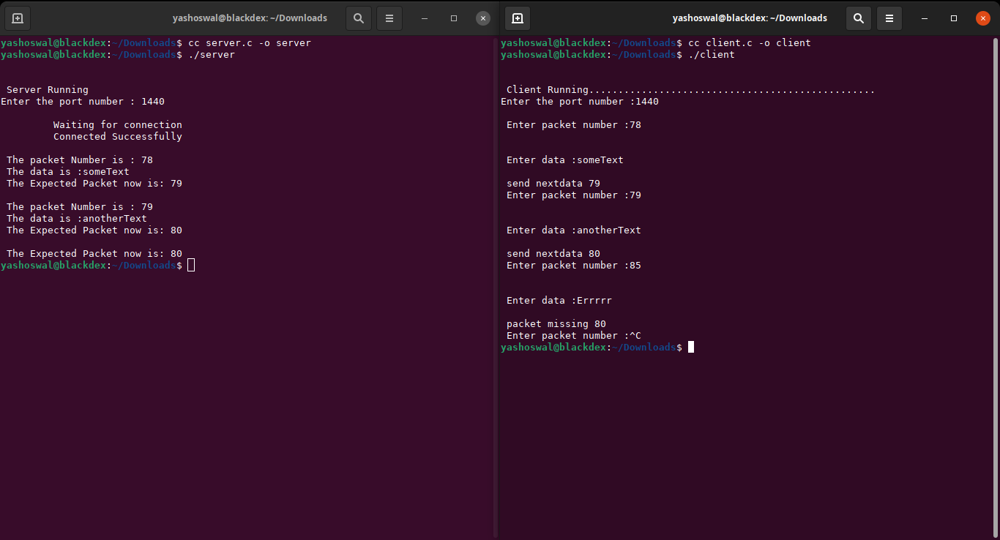 yashoswal@blackdex: ~/Downloads
yashoswal@blackdex:~/Downloads$ cc server.c -o server
yashoswal@blackdex:~/Downloads$ ./server
Server Running
Enter the port number : 1440
Waiting for connection
Connected Successfully
The packet Number is : 78
The data is :someText
The Expected Packet now is: 79
The packet Number is : 79
The data is :anotherText
The Expected Packet now is: 80
The Expected Packet now is: 80
yashoswal@blackdex:~/Downloads$
yashoswal@blackdex: ~/Downloads
yashoswal@blackdex:~/Downloads$ cc client.c -o client
yashoswal@blackdex:~/Downloads$ ./client
Client Running.................................................
Enter the port number :1440
Enter packet number :78
Enter data :someText
send nextdata 79
Enter packet number :79
Enter data :anotherText
send nextdata 80
Enter packet number :85
Enter data :Errrrr
packet missing 80
Enter packet number :^C
yashoswal@blackdex:~/Downloads$